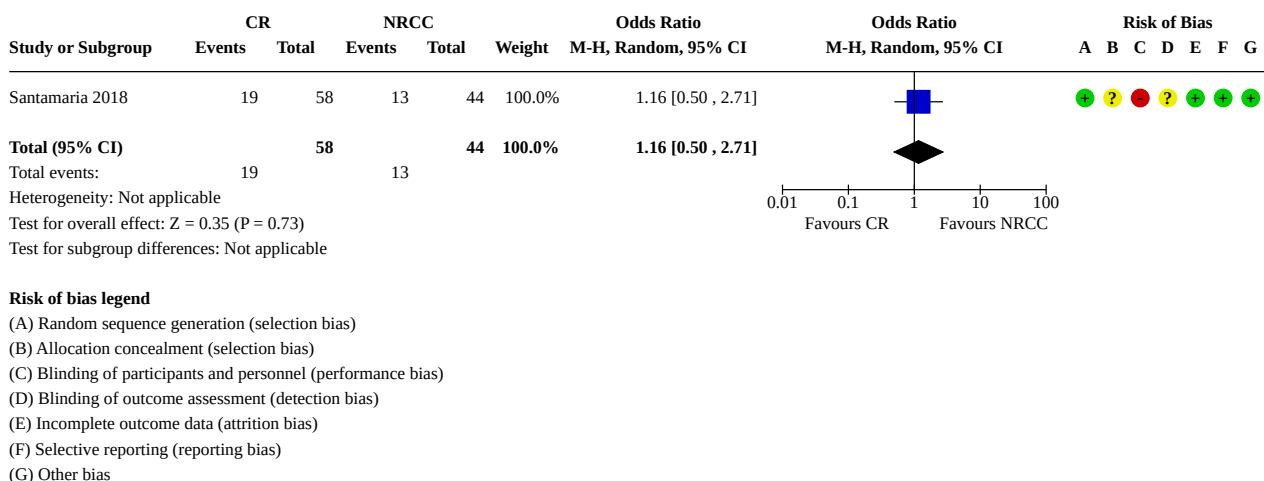 CR NRCC Odds Ratio Odds Ratio Risk of Bias
Study or Subgroup Events Total Events Total Weight M-H, Random, 95% CI M-H, Random, 95% CI A B C D E F G
Santamaria 2018 19 58 13 44 100.0% 1.16 [0.50 , 2.71] + ? - ? + + +
Total (95% CI) 58 44 100.0% 1.16 [0.50 , 2.71]
Total events: 19 13
Heterogeneity: Not applicable
0.01 0.1 1 10 100
Test for overall effect: Z = 0.35 (P = 0.73)
Favours CR Favours NRCC
Test for subgroup differences: Not applicable
Risk of bias legend
(A) Random sequence generation (selection bias)
(B) Allocation concealment (selection bias)
(C) Blinding of participants and personnel (performance bias)
(D) Blinding of outcome assessment (detection bias)
(E) Incomplete outcome data (attrition bias)
(F) Selective reporting (reporting bias)
(G) Other bias